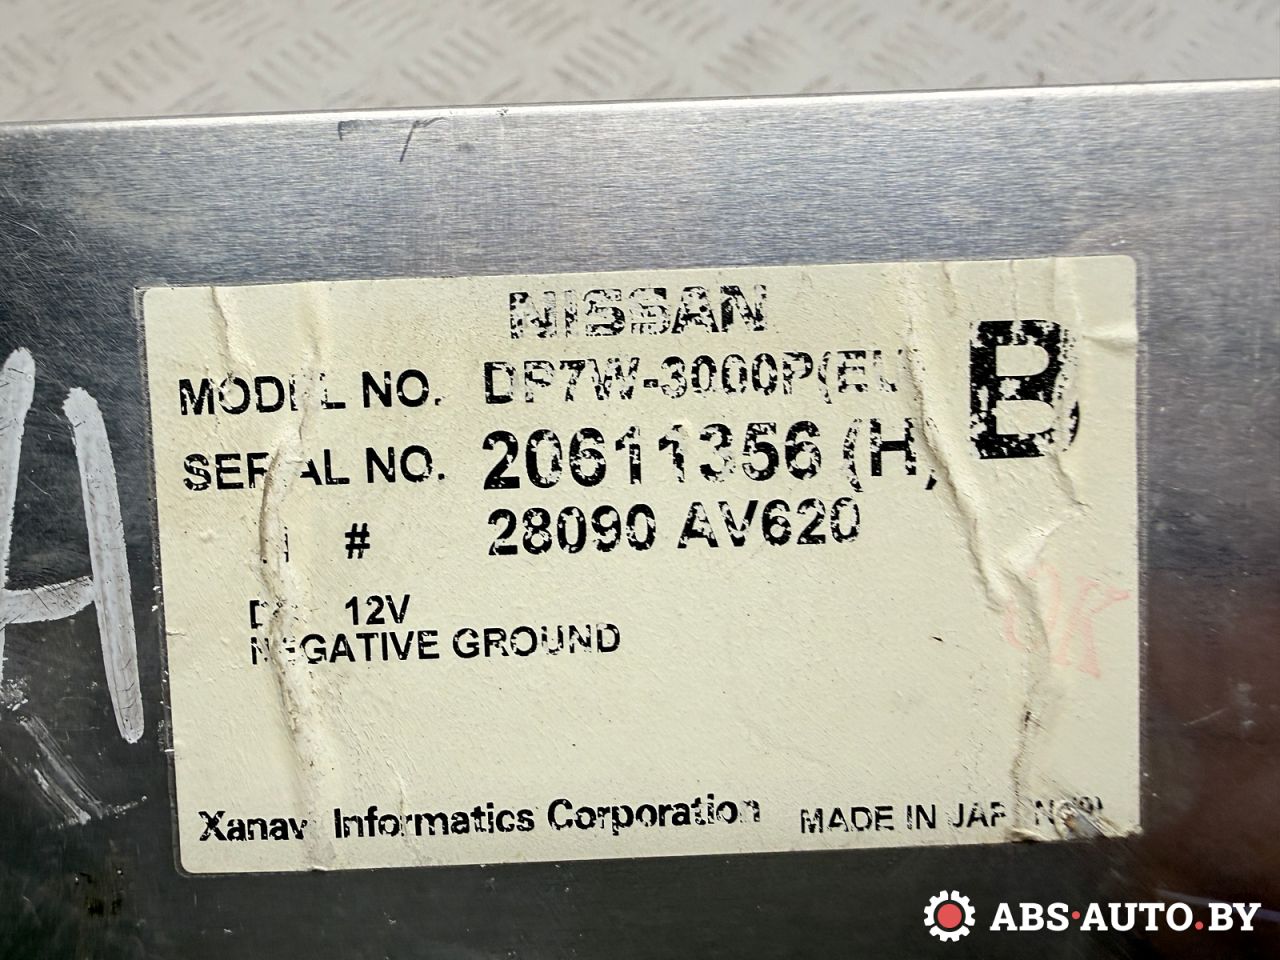 NISSAN
MODEL NO. DP7W-3000P(EU B
SERIAL NO. 20611356 (H)
# 28090 AV620
12V
NEGATIVE GROUND
OK
Xanavi Informatics Corporation MADE IN JAPAN
A
ABS·AUTO.BY